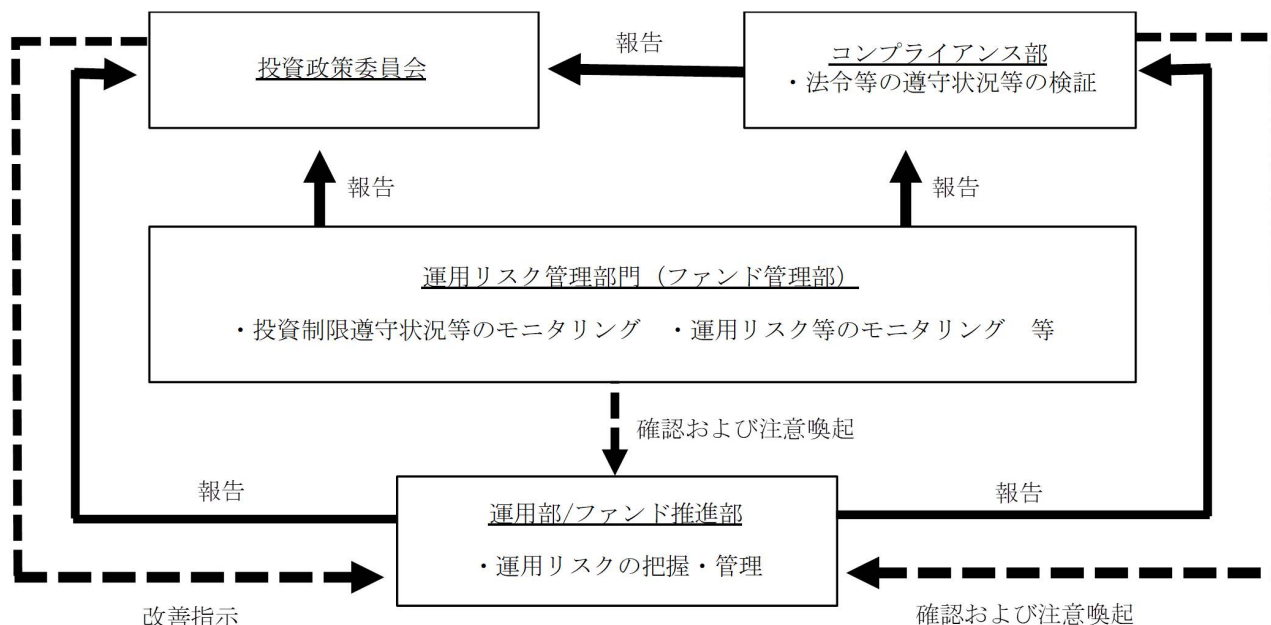 投資政策委員会
報告
コンプライアンス部
・法令等の遵守状況等の検証
報告
報告
運用リスク管理部門（ファンド管理部）
・投資制限遵守状況等のモニタリング　・運用リスク等のモニタリング　等
確認および注意喚起
報告
運用部/ファンド推進部
・運用リスクの把握・管理
報告
改善指示
確認および注意喚起